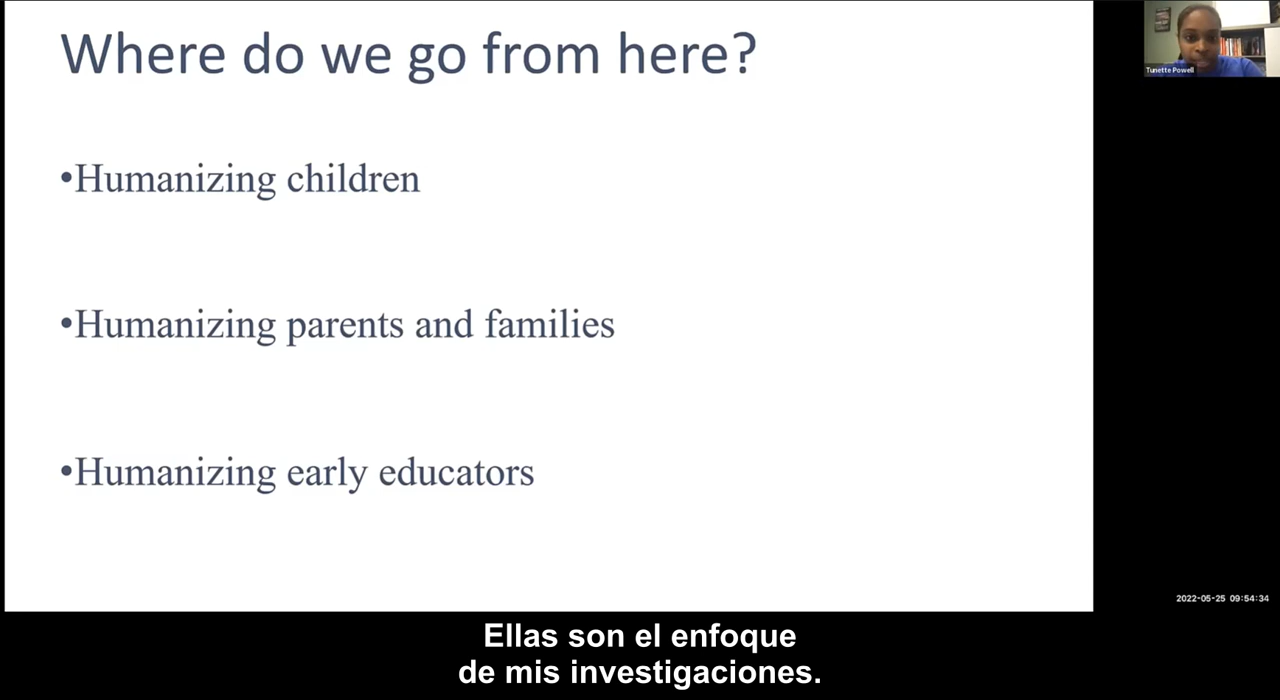 Where do we go from here?
•Humanizing children
•Humanizing parents and families
•Humanizing early educators
Tunette Powell
2022-05-25 09:54:34
Ellas son el enfoque
de mis investigaciones.